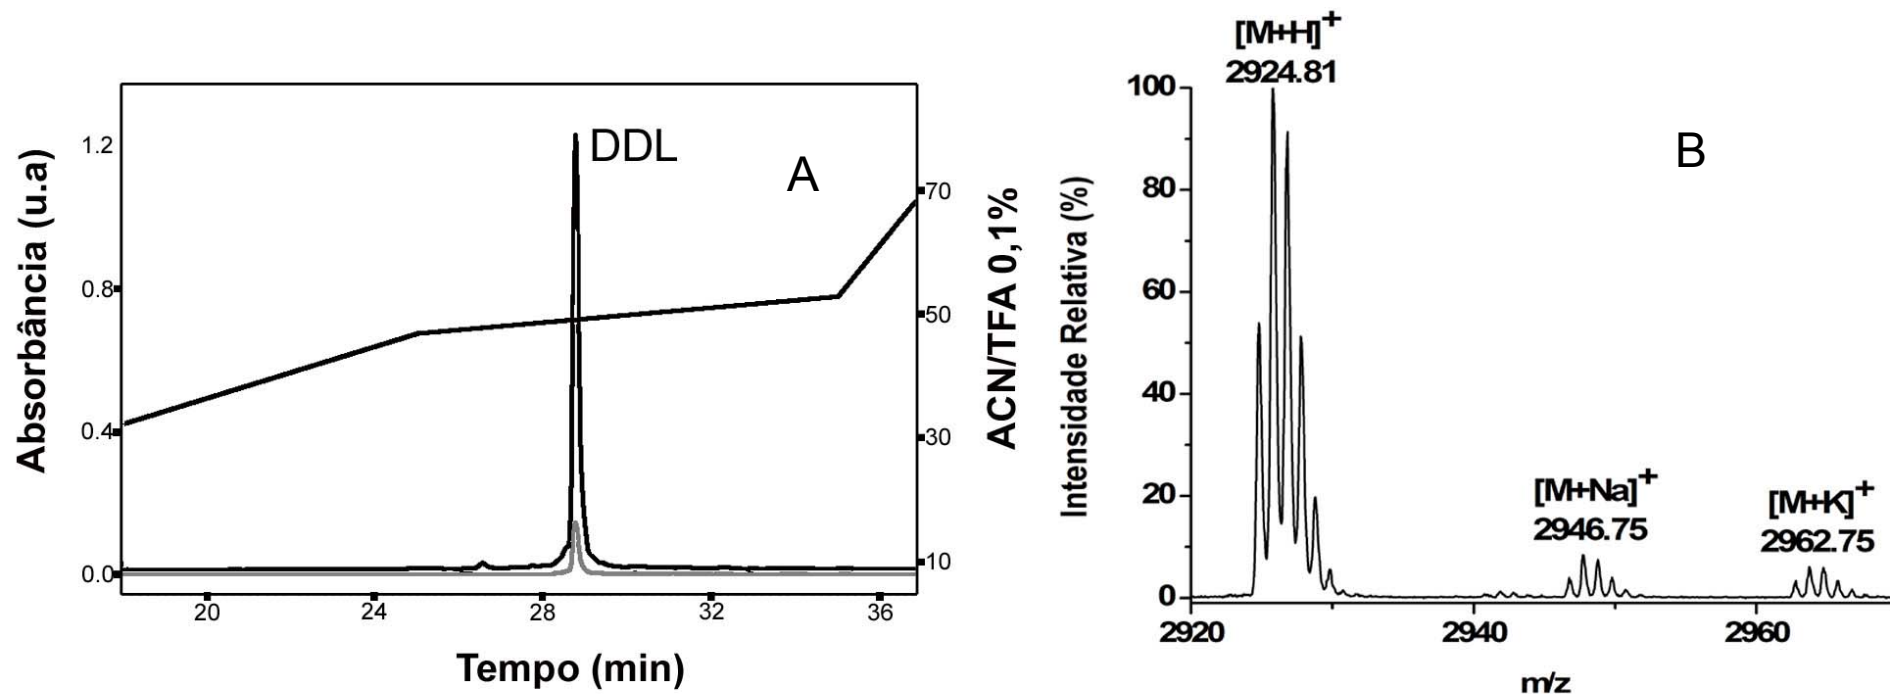 DDL
A
Absorbância (u.a)
1.2
0.8
0.4
0.0
20 24 28 32 36
Tempo (min)
70
50
30
10
ACN/TFA 0,1%
B
[M+H]+
2924.81
[M+Na]+
2946.75
[M+K]+
2962.75
Intensidade Relativa (%)
100
80
60
40
20
0
2920 2940 2960
m/z